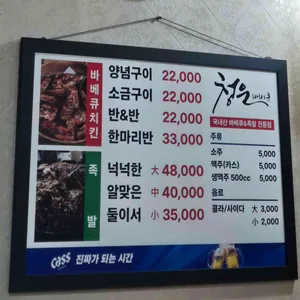 바베큐치킨
양념구이 22,000
소금구이 22,000
반&반 22,000
한마리반 33,000
족발
넉넉한 大 48,000
알맞은 中 40,000
둘이서 小 35,000
청운 바비큐
국내산 바베큐&족발 전문점
주류
소주 5,000
맥주(카스) 5,000
생맥주 500cc 5,000
음료
콜라/사이다 大 3,000
小 2,000
Cass 진짜가 되는 시간